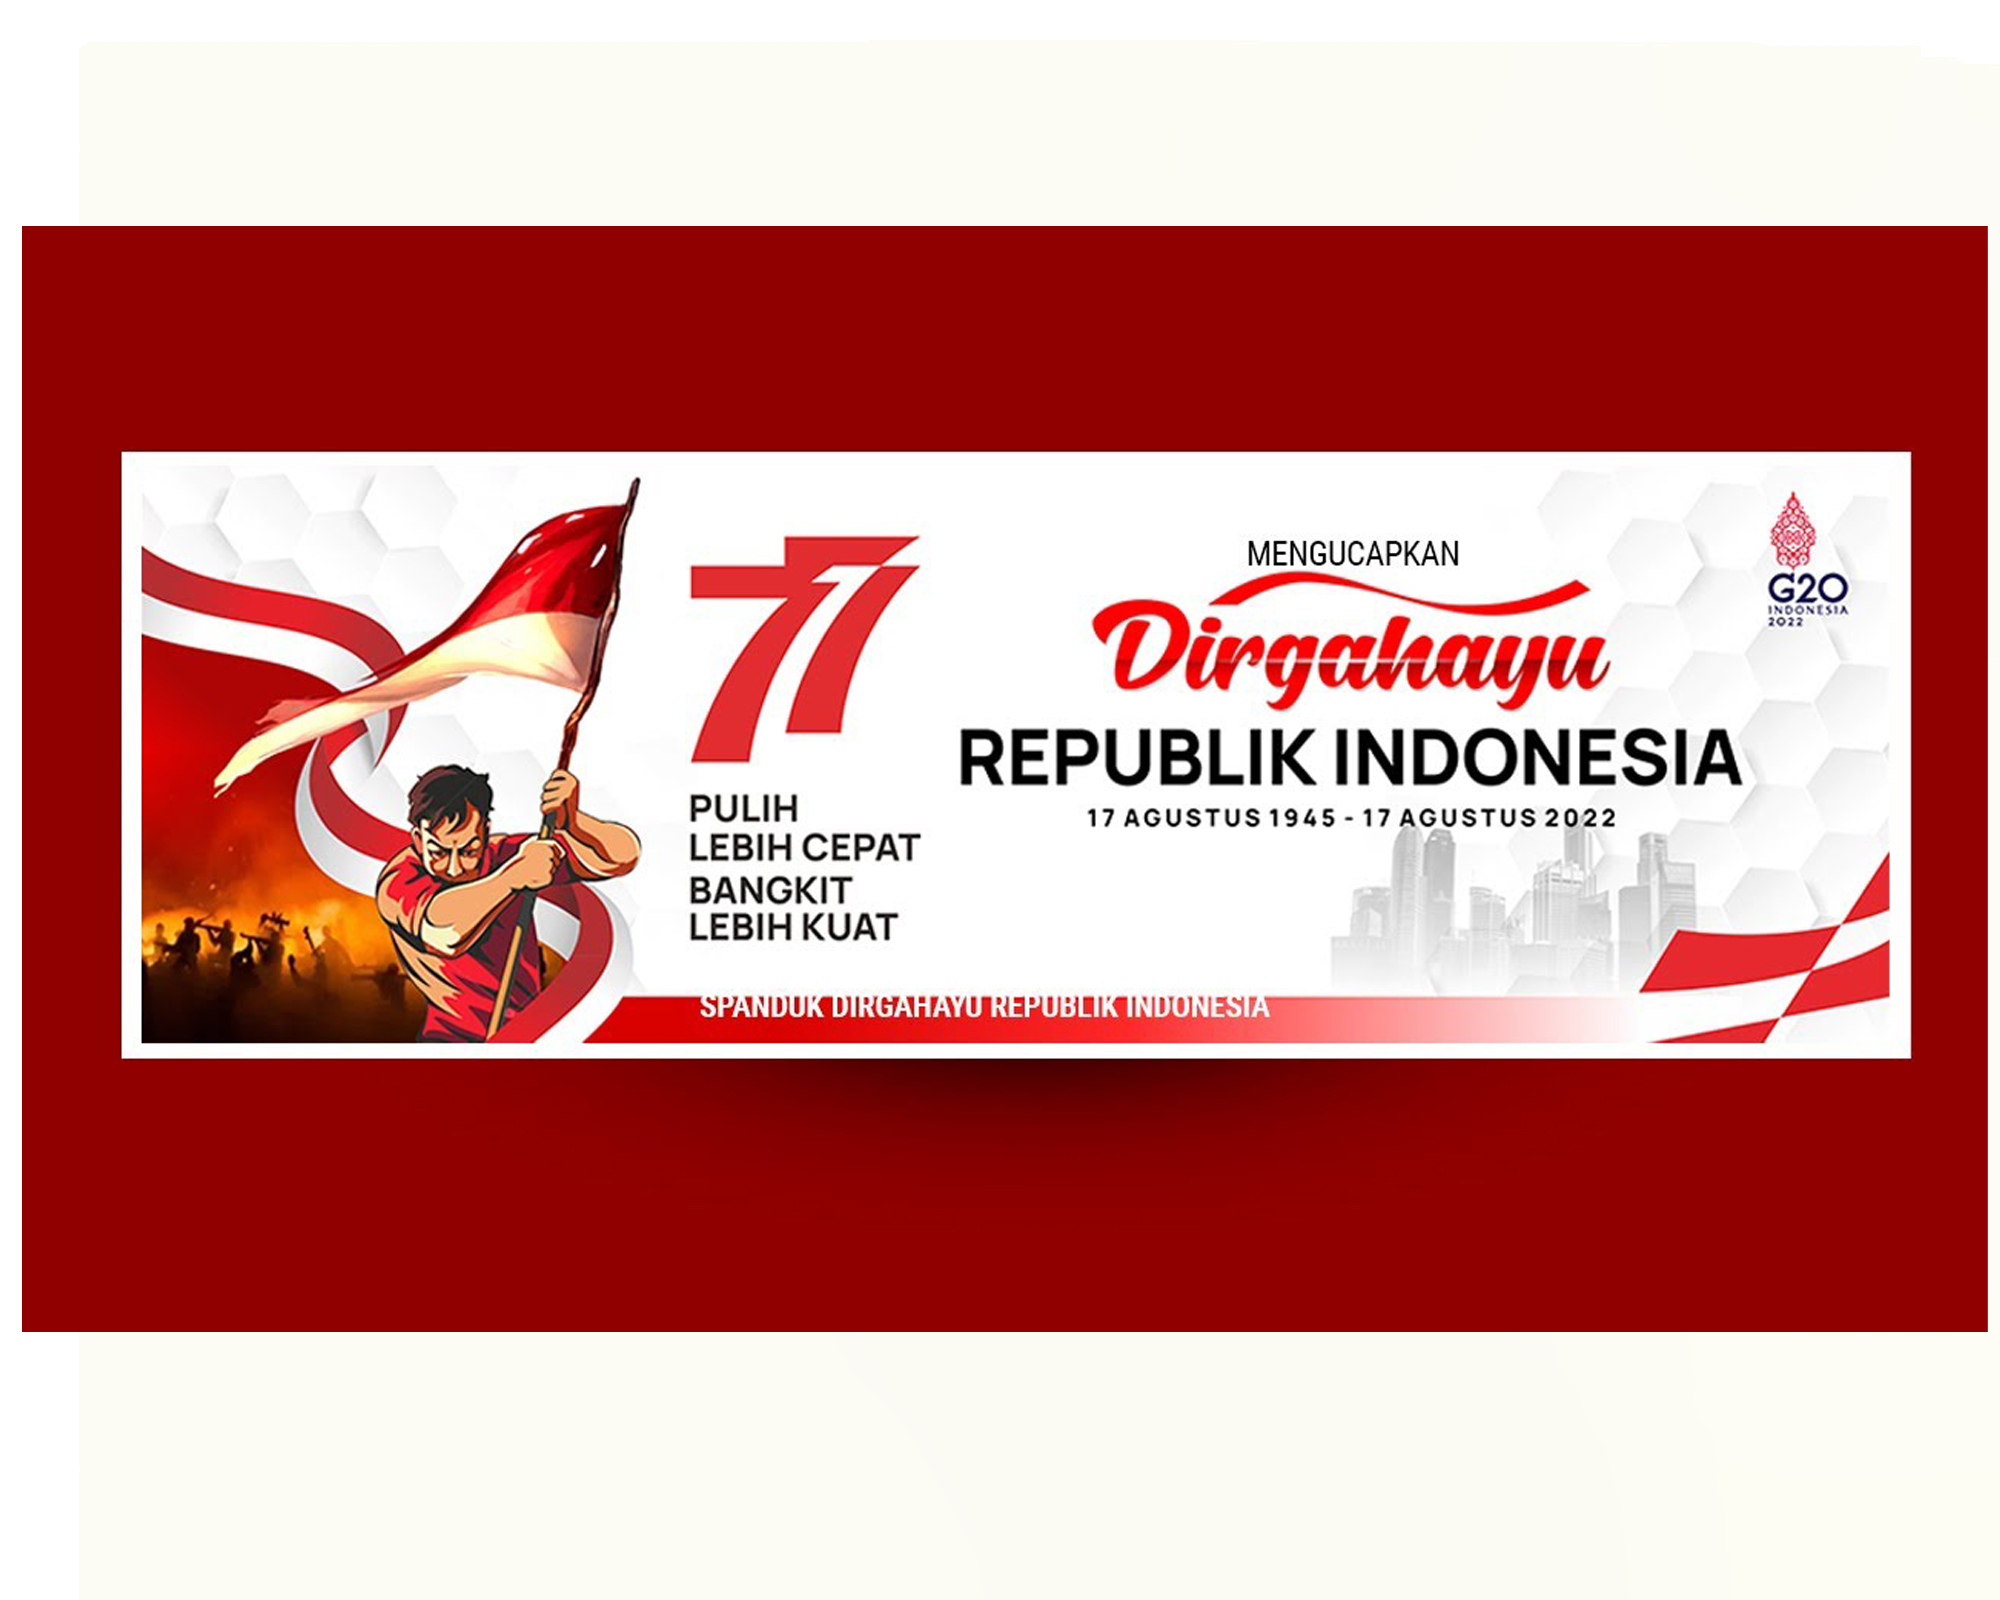 77
PULIH
LEBIH CEPAT
BANGKIT
LEBIH KUAT
MENGUCAPKAN
Dirgahayu
REPUBLIK INDONESIA
17 AGUSTUS 1945 - 17 AGUSTUS 2022
G20
INDONESIA
2022
SPANDUK DIRGAHAYU REPUBLIK INDONESIA